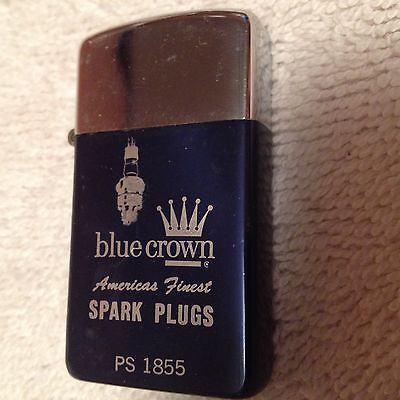 blue crown
Americas Finest
SPARK PLUGS
PS 1855